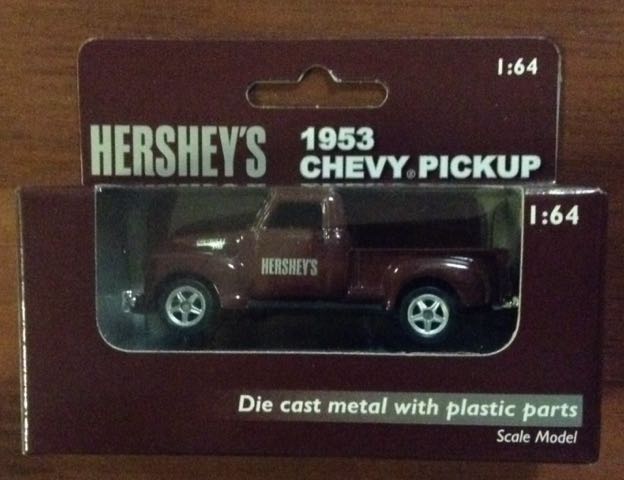 1:64
HERSHEY'S
1953
CHEVY® PICKUP
1:64
HERSHEY'S
Die cast metal with plastic parts
Scale Model